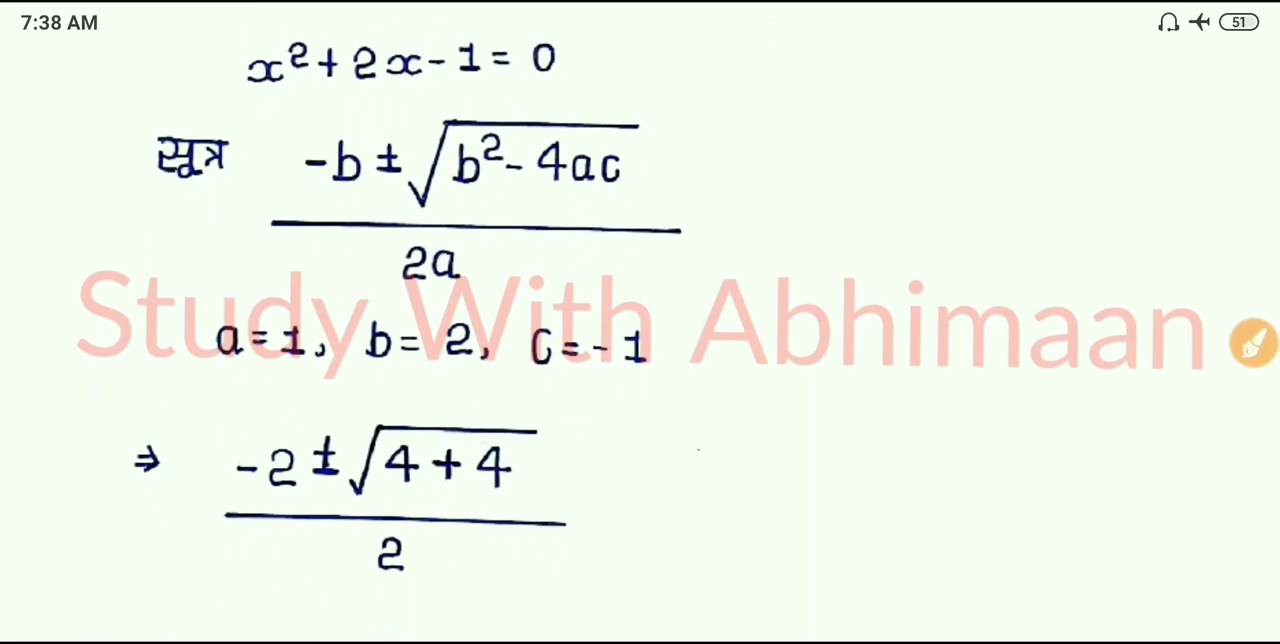 7:38 AM 51
x²+2x-1=0
सूत्र -b±√b²-4ac
2a
Study With Abhimaan
a=1, b=2, c=-1
⇒ -2±√4+4
2